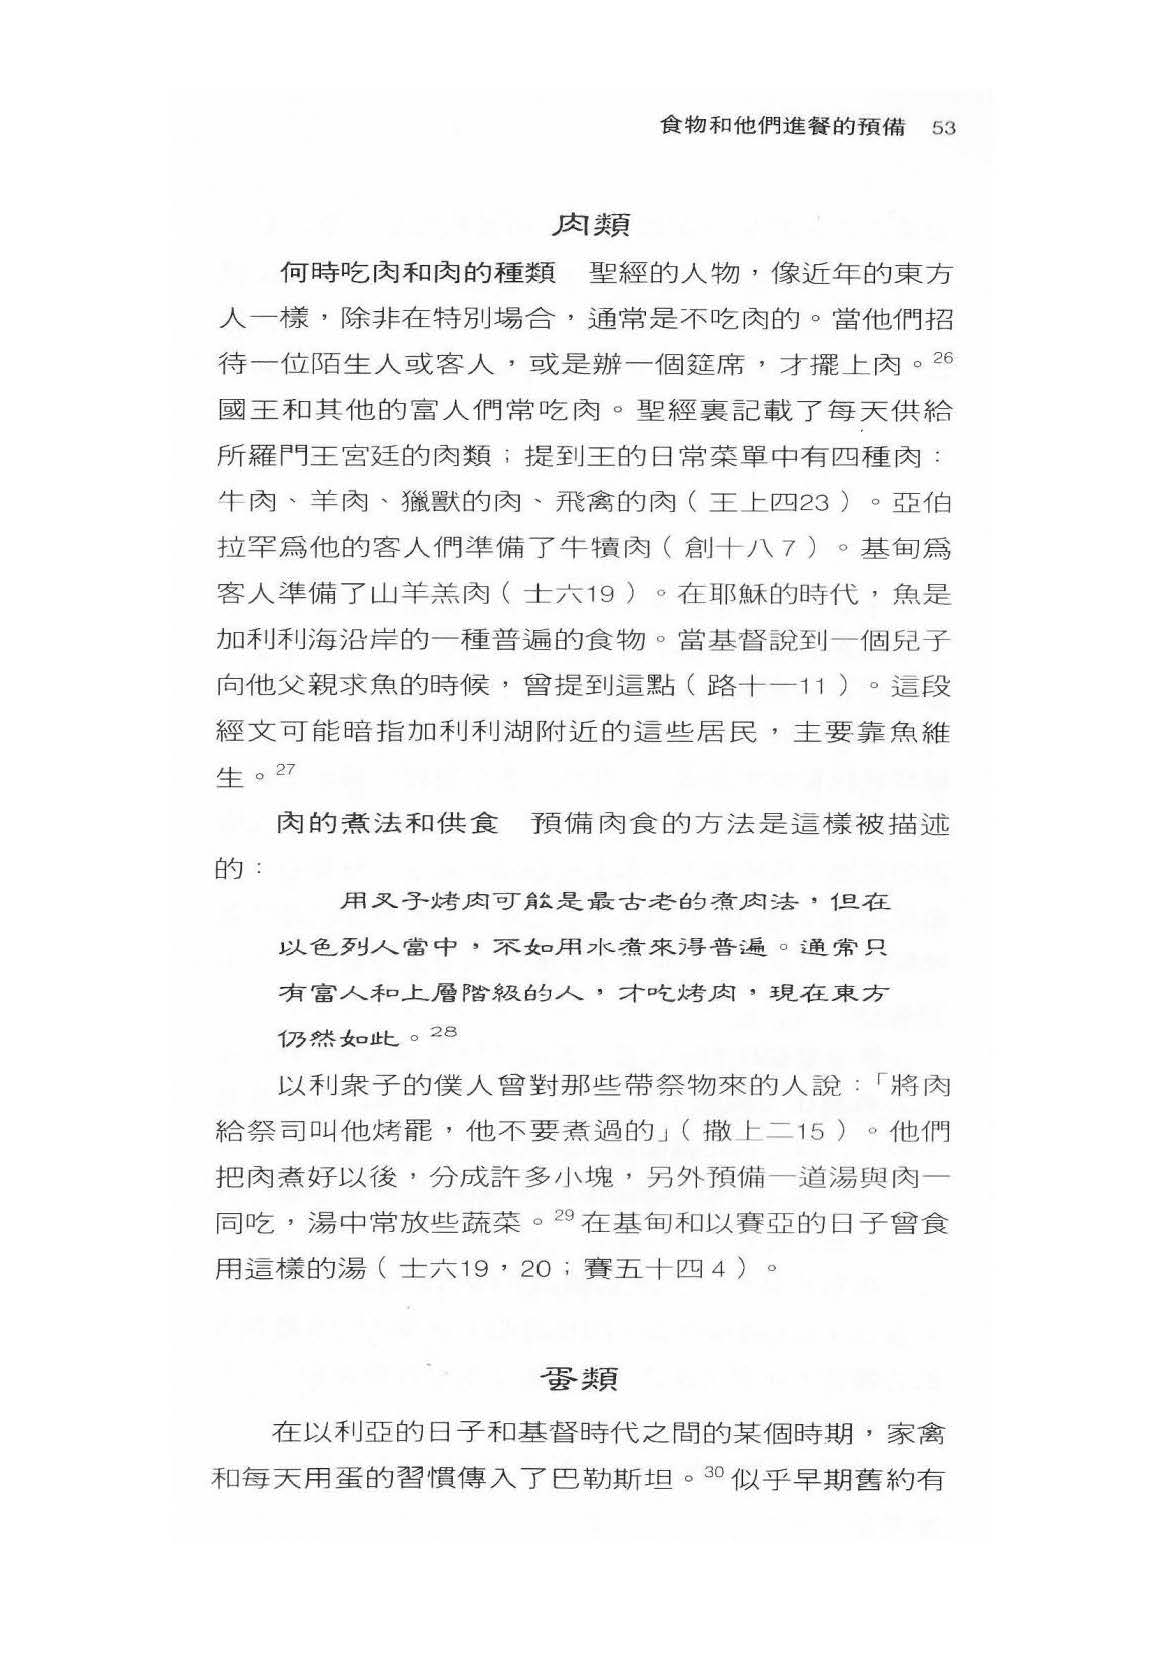 食物和他們進餐的預備 53
肉類
何時吃肉和肉的種類 聖經的人物，像近年的東方
人一樣，除非在特別場合，通常是不吃肉的。當他們招
待一位陌生人或客人，或是辦一個筵席，才擺上肉。26
國王和其他的富人們常吃肉。聖經裏記載了每天供給
所羅門王宮廷的肉類；提到王的日常菜單中有四種肉：
牛肉、羊肉、獵獸的肉、飛禽的肉（王上四23）。亞伯
拉罕爲他的客人們準備了牛犢肉（創十八7）。基甸爲
客人準備了山羊羔肉（士六19）。在耶穌的時代，魚是
加利利海沿岸的一種普遍的食物。當基督說到一個兒子
向他父親求魚的時候，曾提到這點（路十一11）。這段
經文可能暗指加利利湖附近的這些居民，主要靠魚維
生。27
肉的煮法和供食 預備肉食的方法是這樣被描述
的：
用叉子烤肉可能是最古老的煮肉法，但在
以色列人當中，不如用水煮來得普遍。通常只
有富人和上層階級的人，才吃烤肉，現在東方
仍然如此。28
以利衆子的僕人曾對那些帶祭物來的人說：「將肉
給祭司叫他烤罷，他不要煮過的」（撒上二15）。他們
把肉煮好以後，分成許多小塊，另外預備一道湯與肉一
同吃，湯中常放些蔬菜。29在基甸和以賽亞的日子曾食
用這樣的湯（士六19，20；賽五十四4）。
蛋類
在以利亞的日子和基督時代之間的某個時期，家禽
和每天用蛋的習慣傳入了巴勒斯坦。30似乎早期舊約有